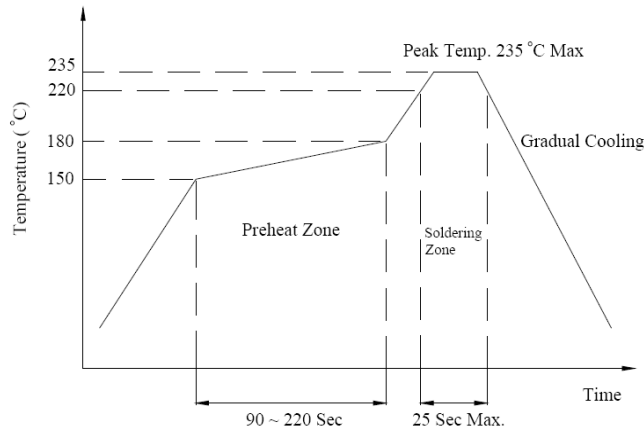 Temperature ( °C)
235
220
180
150
Peak Temp. 235 °C Max
Gradual Cooling
Preheat Zone
Soldering
Zone
Time
90 ~ 220 Sec
25 Sec Max.